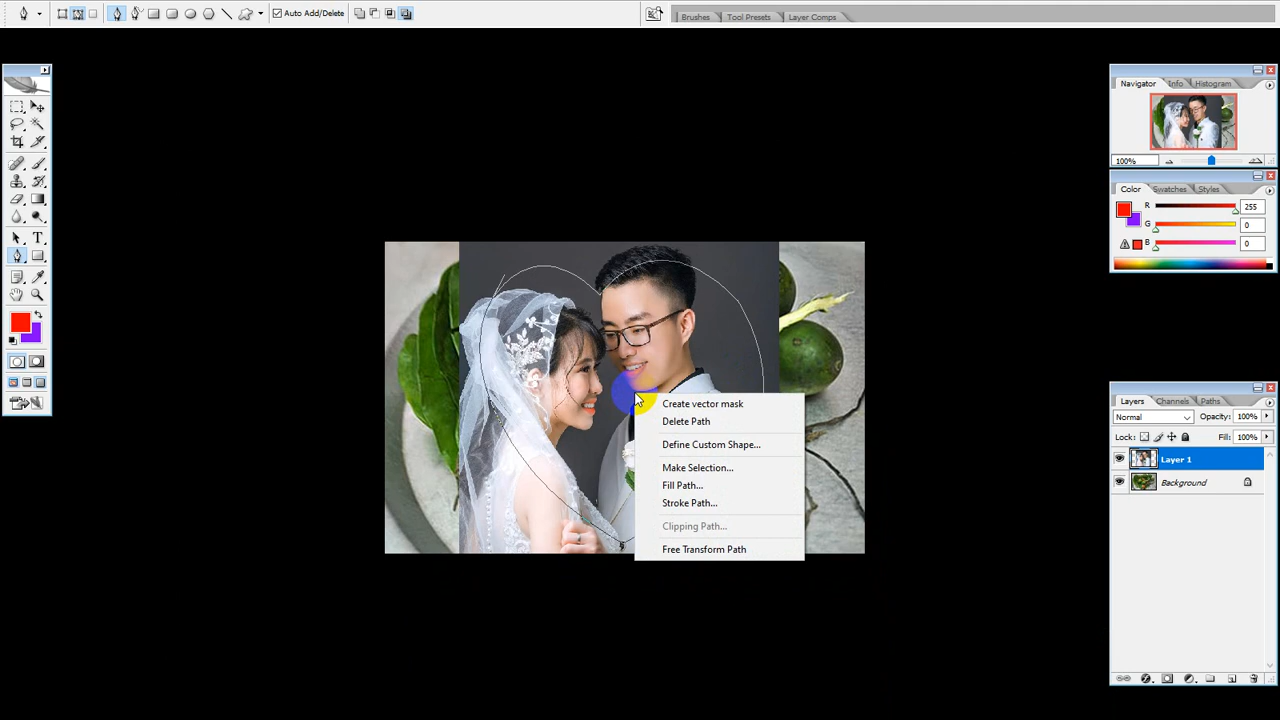 Auto Add/Delete
Brushes
Tool Presets
Layer Comps
Navigator
Info
Histogram
100%
Color
Swatches
Styles
R
255
G
0
B
0
T
Create vector mask
Delete Path
Define Custom Shape...
Make Selection...
Fill Path...
Stroke Path...
Clipping Path...
Free Transform Path
Layers
Channels
Paths
Normal
Opacity:
100%
Lock:
Fill:
100%
Layer 1
Background